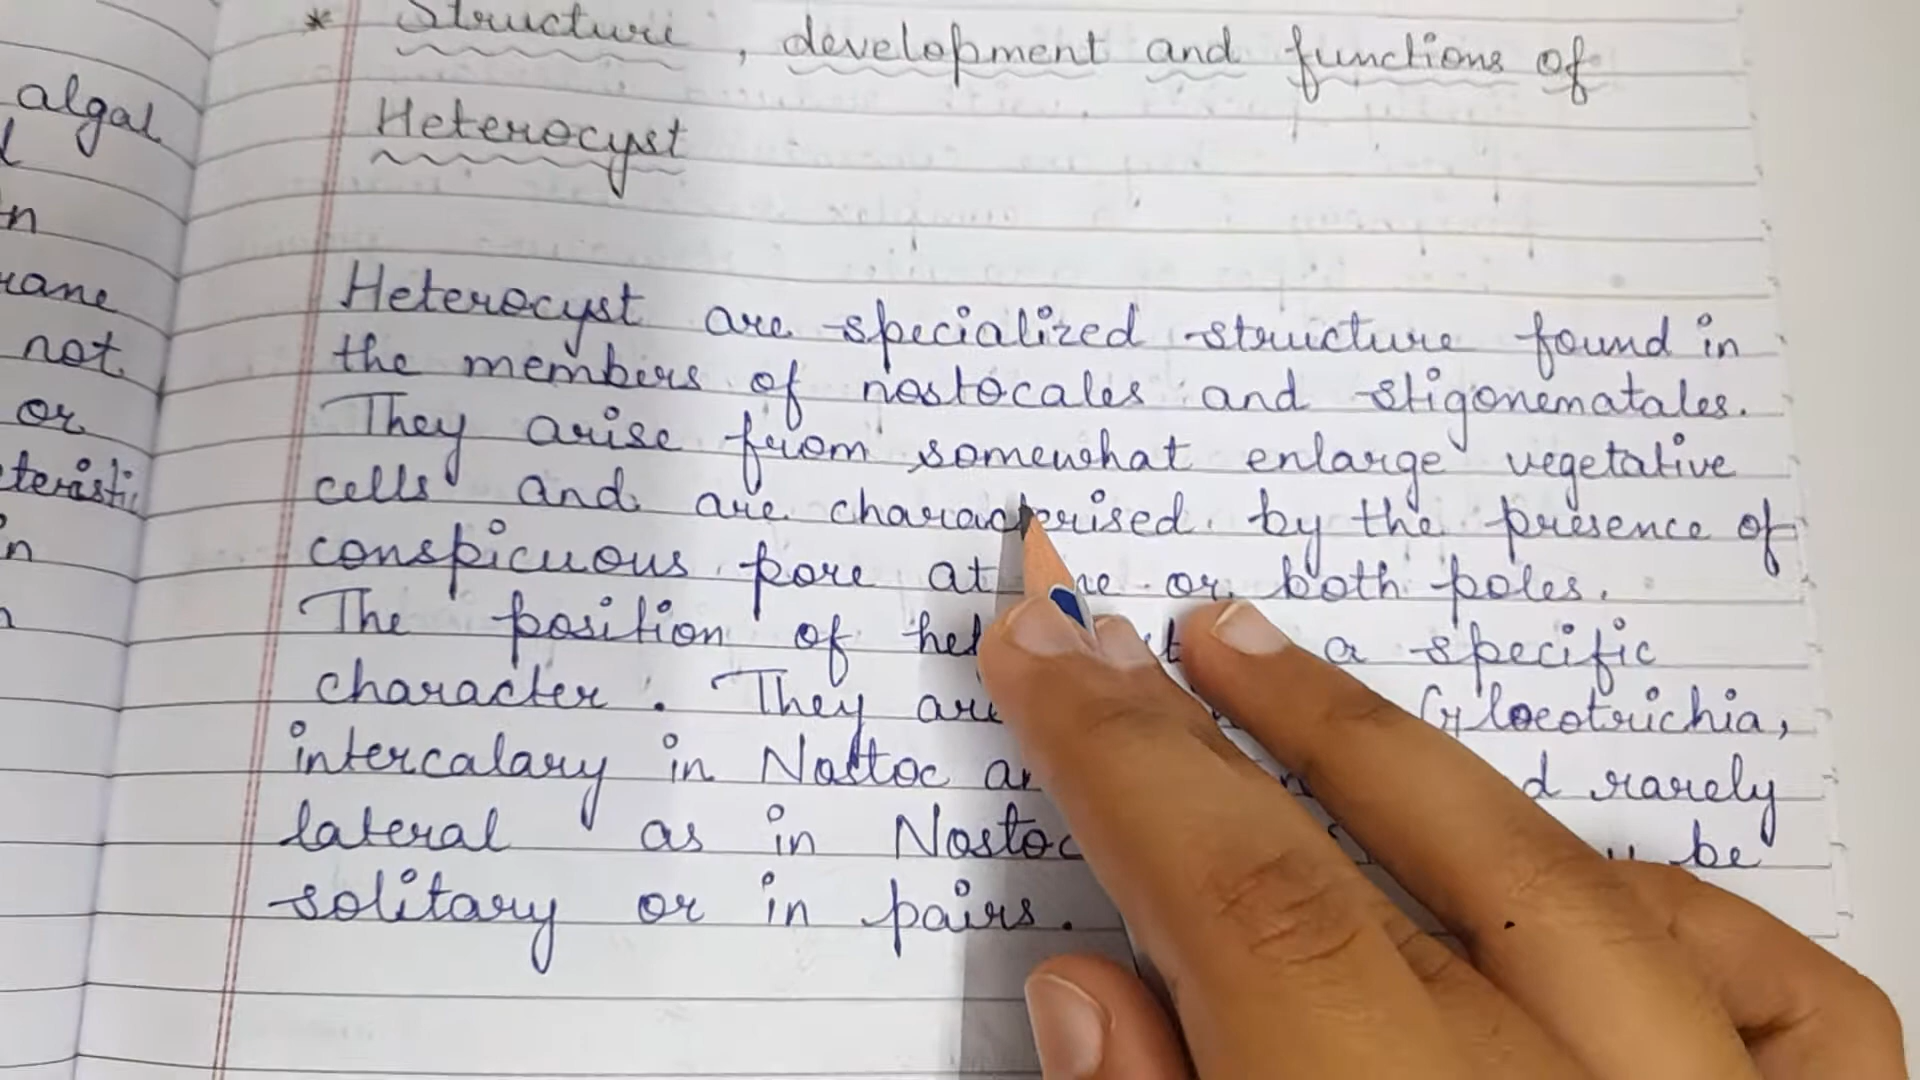 algal
rane
not
or
teristic
in
* Structure, development and functions of
Heterocyst
Heterocyst are specialized structure found in
the members of nostocales and stigonematales.
They arise from somewhat enlarge vegetative
cells and are characterised by the presence of
conspicuous pore at or both poles.
The position of a specific
character. They are Gloeotrichia,
intercalary in Nostoc rarely
lateral as in Nostoc be
solitary or in pairs.